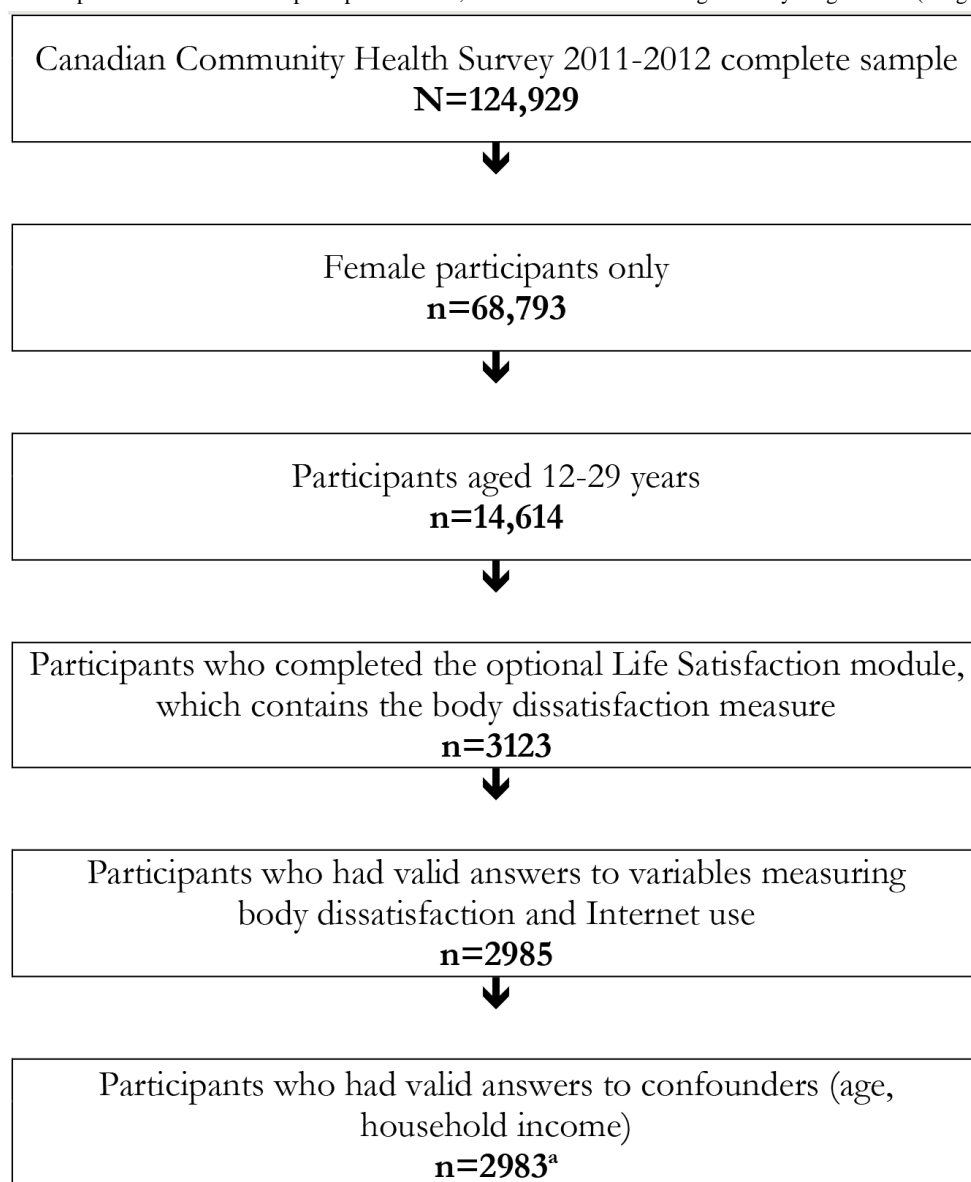 Canadian Community Health Survey 2011-2012 complete sample
N=124,929
Female participants only
n=68,793
Participants aged 12-29 years
n=14,614
Participants who completed the optional Life Satisfaction module,
which contains the body dissatisfaction measure
n=3123
Participants who had valid answers to variables measuring
body dissatisfaction and Internet use
n=2985
Participants who had valid answers to confounders (age,
household income)
n=2983ᵃ